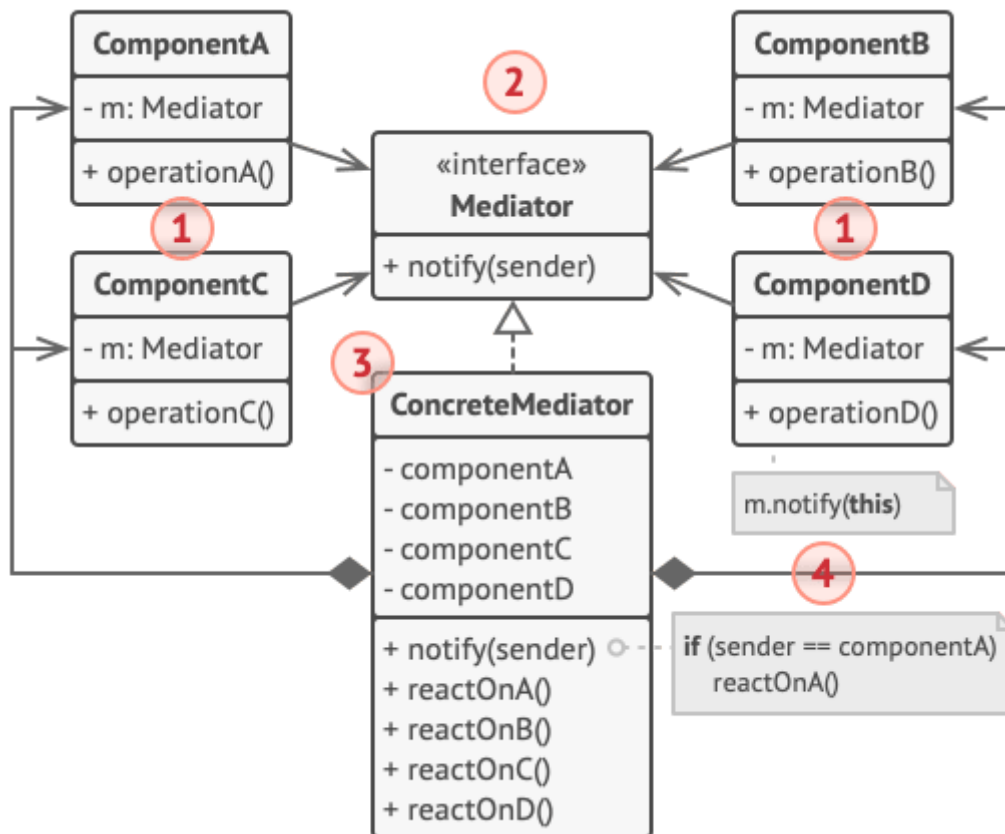 ComponentA
- m: Mediator
+ operationA()
1
ComponentC
- m: Mediator
+ operationC()
2
«interface»
Mediator
+ notify(sender)
3
ConcreteMediator
- componentA
- componentB
- componentC
- componentD
+ notify(sender)
+ reactOnA()
+ reactOnB()
+ reactOnC()
+ reactOnD()
ComponentB
- m: Mediator
+ operationB()
1
ComponentD
- m: Mediator
+ operationD()
m.notify(this)
4
if (sender == componentA)
reactOnA()